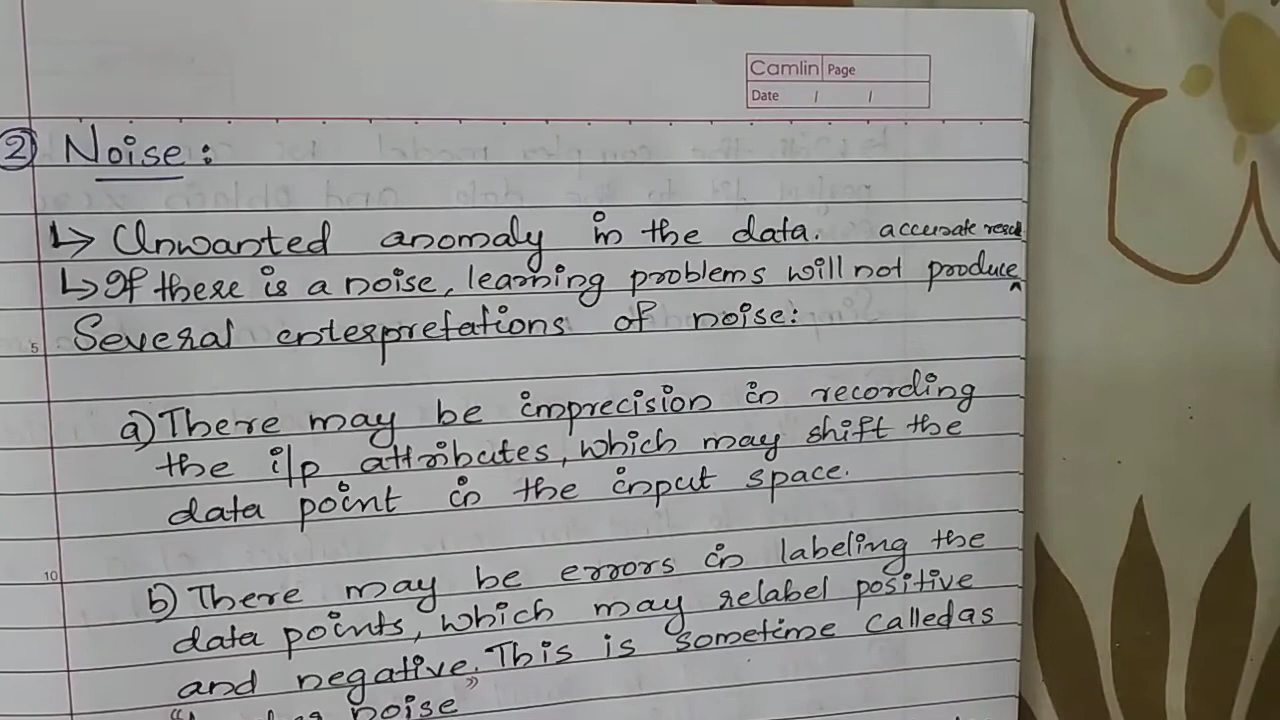 Camlin Page
Date / /
2 Noise:
↳ Unwanted anomaly in the data. accurate
↳ If there is a noise, learning problems will not produce ^
Several enterpretations of noise:
5
a) There may be imprecision in recording
the i/p attributes, which may shift the
data point in the input space.
10
b) There may be errors in labeling the
data points, which may relabel positive
and negative. This is sometime called as
noise"